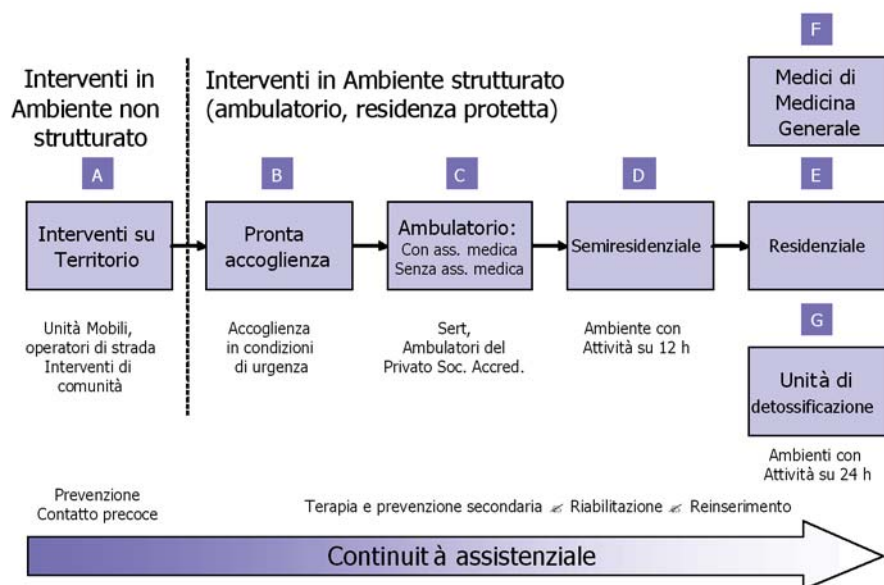 Interventi in
Ambiente non
strutturato
Interventi in Ambiente strutturato
(ambulatorio, residenza protetta)
F
Medici di
Medicina
Generale
A
Interventi su
Territorio
Unità Mobili,
operatori di strada
Interventi di
comunità
B
Pronta
accoglienza
Accoglienza
in condizioni
di urgenza
C
Ambulatorio:
Con ass. medica
Senza ass. medica
Sert,
Ambulatori del
Privato Soc. Accred.
D
Semiresidenziale
Ambiente con
Attività su 12 h
E
Residenziale
G
Unità di
detossificazione
Ambienti con
Attività su 24 h
Prevenzione
Contatto precoce
Terapia e prevenzione secondaria Riabilitazione Reinserimento
Continuit à assistenziale